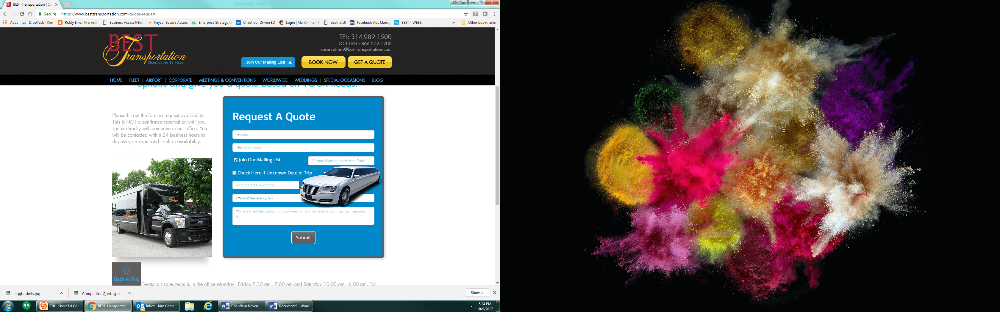 BEST Transportation | Qu
Kim
Secure
https://www.besttransportation.com/quote-request
Apps
DropTask - Kim
Robly Email Marketin
Business Access@Bu
Paycor Secure Access
Enterprise Strategy G
Chauffeur Driven ED
Login | MailChimp - E
bestnetstl
Facebook Ads Manag
BEST - WEBS
»
Other bookmarks
BEST
Transportation
Chauffeured Services
TEL: 314.989.1500
TOLL FREE: 866.272.1200
reservations@besttransportation.com
Join Our Mailing List! ▲
BOOK NOW
GET A QUOTE
HOME | FLEET | AIRPORT | CORPORATE | MEETINGS & CONVENTIONS | WORLDWIDE | WEDDINGS | SPECIAL OCCASIONS | BLOG
options and give you a quote based on YOUR needs.
Please fill out the form to request availability.
This is NOT a confirmed reservation until you
speak directly with someone in our office. You
will be contacted within 24 business hours to
discuss your event and confirm availability.
Request A Quote
*Name
*Email Address
Join Our Mailing List
*Phone Number with Area Code
Check Here If Unknown Date of Trip
Anticipated Day of Trip
- *Event Service Type -
*Give a brief description of your event and what vehicle you may be interested
in.
Submit
Back to Top
Events our sales team is in the office Monday - Friday 7:30 am - 7:00 pm and Saturday 10:00 am - 6:00 pm. For
eggbaskets.jpg
Competitor Quote.jpg
Show all
330 - ShoreTel Co...
BEST Transportati...
Inbox - Kim.Garne...
Chauffeur Driven ...
Document2 - Word
5:24 PM
10/9/2017